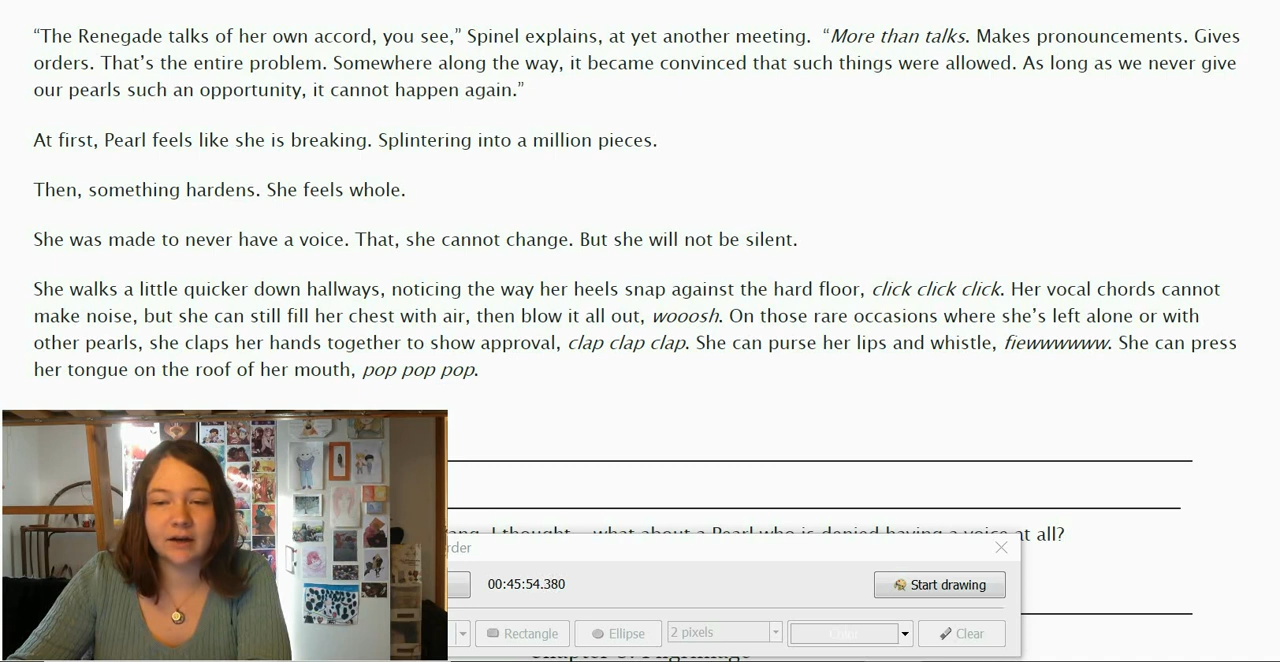 “The Renegade talks of her own accord, you see,” Spinel explains, at yet another meeting. “More than talks. Makes pronouncements. Gives
orders. That’s the entire problem. Somewhere along the way, it became convinced that such things were allowed. As long as we never give
our pearls such an opportunity, it cannot happen again.”
At first, Pearl feels like she is breaking. Splintering into a million pieces.
Then, something hardens. She feels whole.
She was made to never have a voice. That, she cannot change. But she will not be silent.
She walks a little quicker down hallways, noticing the way her heels snap against the hard floor, click click click. Her vocal chords cannot
make noise, but she can still fill her chest with air, then blow it all out, wooosh. On those rare occasions where she’s left alone or with
other pearls, she claps her hands together to show approval, clap clap clap. She can purse her lips and whistle, fiewwwwwww. She can press
her tongue on the roof of her mouth, pop pop pop.
I thought... what about a Pearl who is denied having a voice at all?
rder
00:45:54.380
Start drawing
Rectangle
Ellipse
2 pixels
Color
Clear